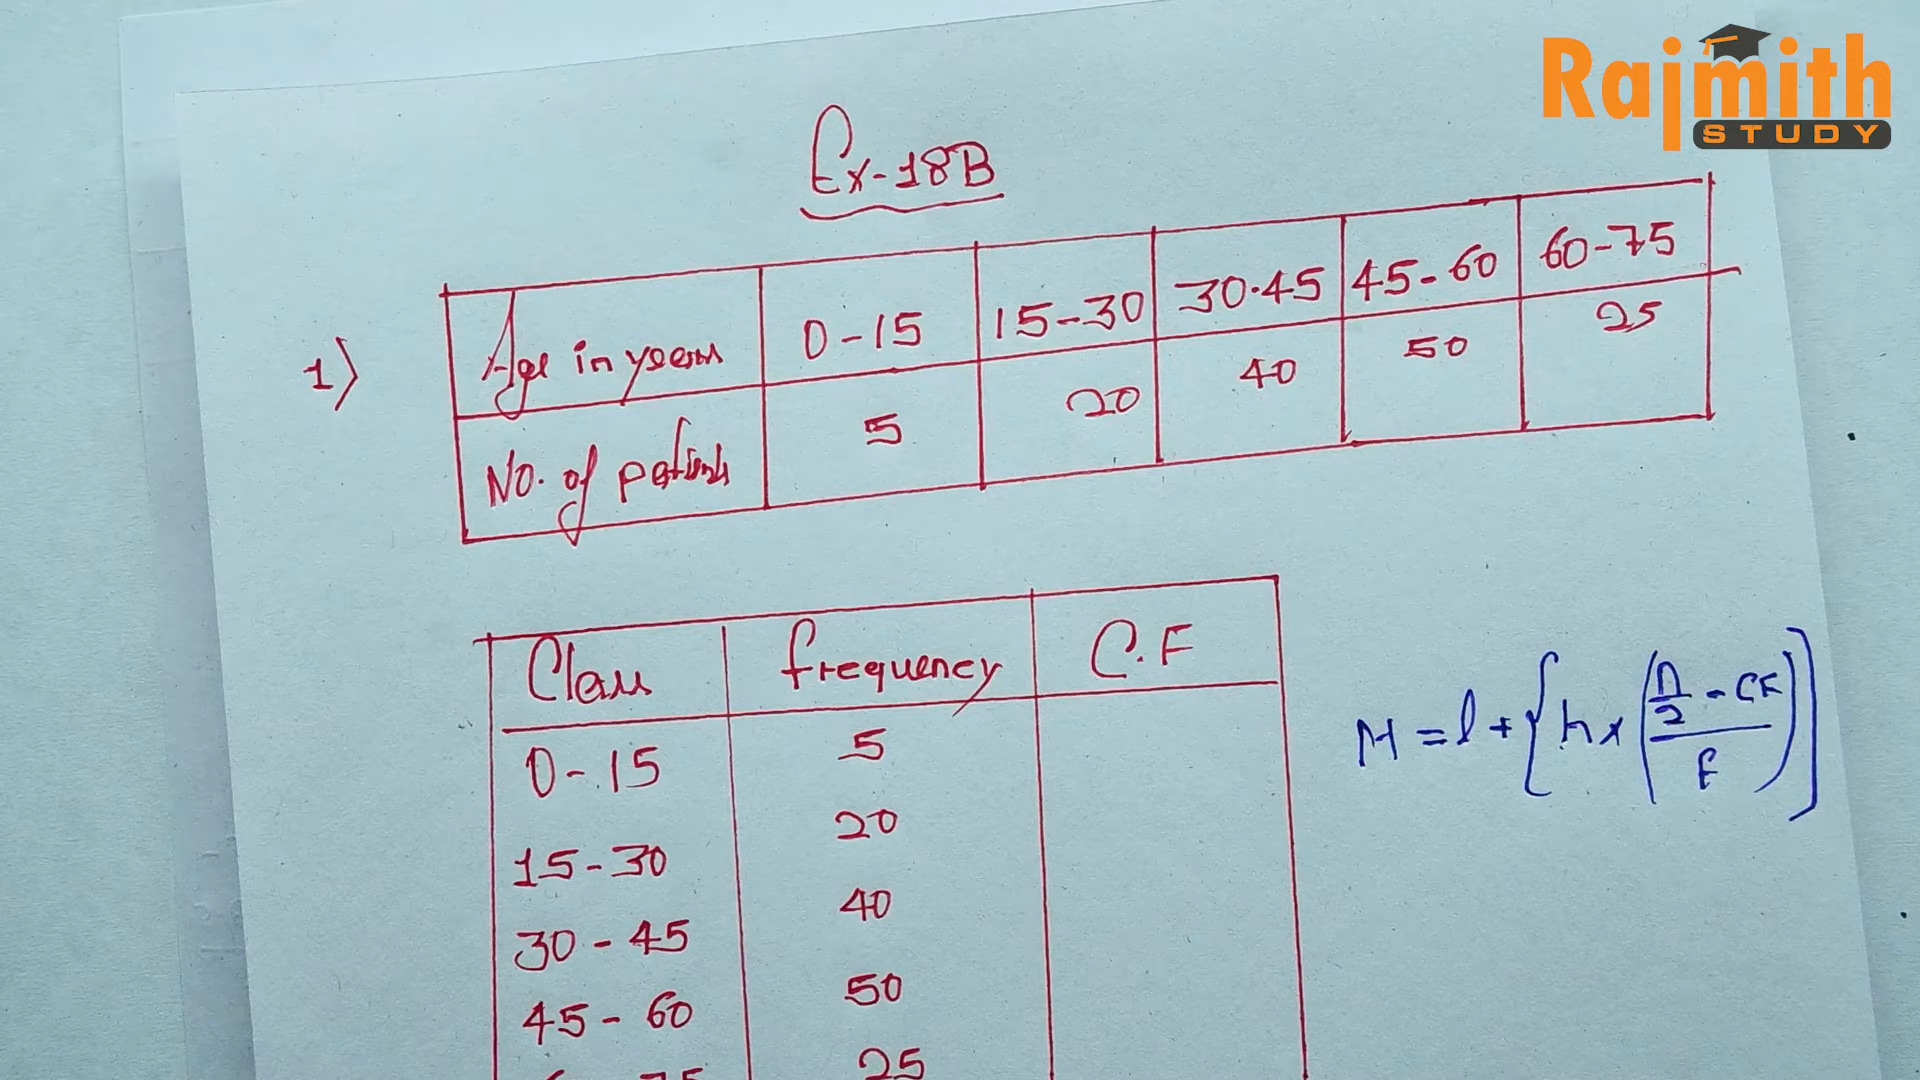 Rajmith
STUDY
Ex-18B
1)
Age in years 0-15 15-30 30-45 45-60 60-75
No. of patients 5 20 40 50 25
Class frequency C.F
0-15 5
15-30 20
30-45 40
45-60 50
25
M = l + { h x ( n/2 - CF / f ) }